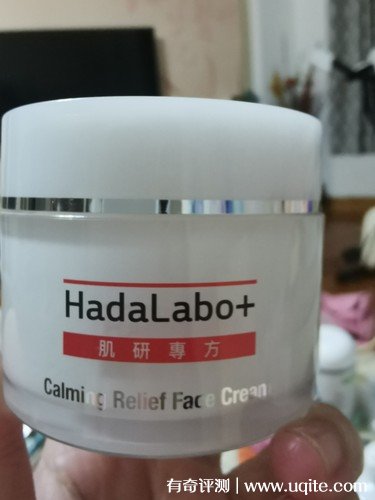 HadaLabo+
肌研專方
Calming Relief Face Cream
有奇评测 | www.uqite.com